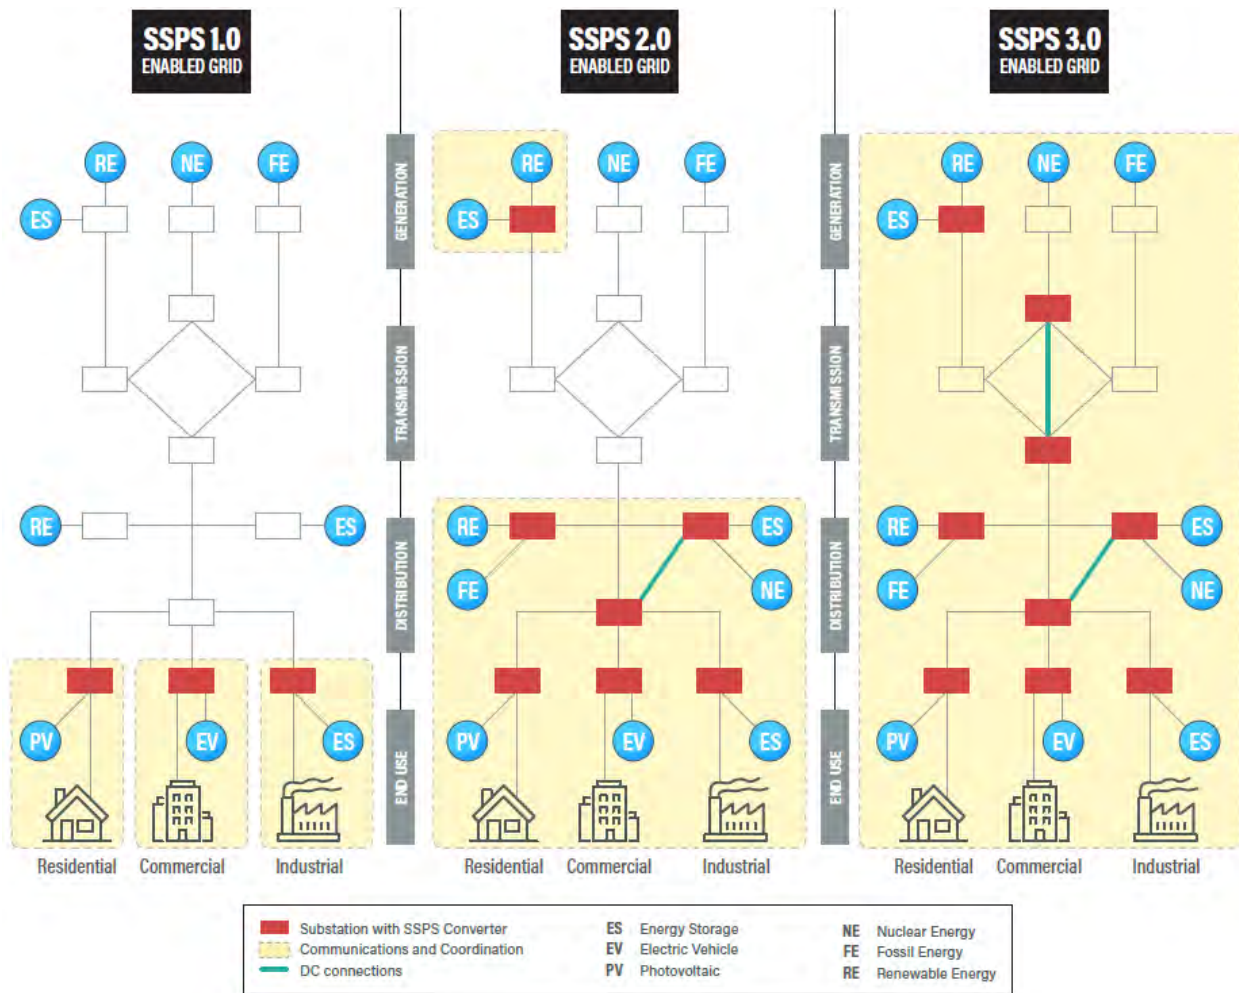 SSPS 1.0
ENABLED GRID
SSPS 2.0
ENABLED GRID
SSPS 3.0
ENABLED GRID
RE
NE
FE
ES
RE
ES
PV
EV
ES
Residential
Commercial
Industrial
GENERATION
TRANSMISSION
DISTRIBUTION
END USE
RE
NE
FE
ES
RE
ES
FE
NE
PV
EV
ES
Residential
Commercial
Industrial
GENERATION
TRANSMISSION
DISTRIBUTION
END USE
RE
NE
FE
ES
RE
ES
FE
NE
PV
EV
ES
Residential
Commercial
Industrial
Substation with SSPS Converter
Communications and Coordination
DC connections
ES Energy Storage
EV Electric Vehicle
PV Photovoltaic
NE Nuclear Energy
FE Fossil Energy
RE Renewable Energy